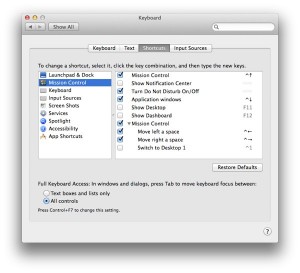 Keyboard
Show All
Keyboard Text Shortcuts Input Sources
To change a shortcut, select it, click the key combination, and then type the new keys.
Launchpad & Dock
Mission Control
Keyboard
Input Sources
Screen Shots
Services
Spotlight
Accessibility
App Shortcuts
Mission Control ^↑
Show Notification Center
Turn Do Not Disturb On/Off
Application windows ^↓
Show Desktop F11
Show Dashboard F12
Mission Control
Move left a space ^←
Move right a space ^→
Switch to Desktop 1 ^1
Restore Defaults
Full Keyboard Access: In windows and dialogs, press Tab to move keyboard focus between:
Text boxes and lists only
All controls
Press Control+F7 to change this setting.
?